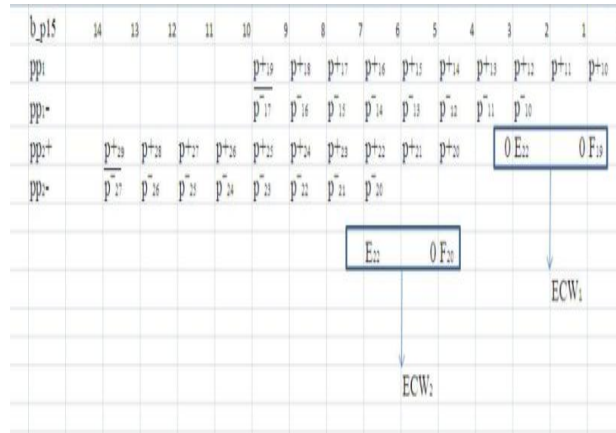 b_p15 14 13 12 11 10 9 8 7 6 5 4 3 2 1
pp1 p+19 p+18 p+17 p+16 p+15 p+14 p+13 p+12 p+11 p+10
pp1- p-17 p-16 p-15 p-14 p-13 p-12 p-11 p-10
pp2+ p+29 p+28 p+27 p+26 p+25 p+24 p+23 p+22 p+21 p+20 0 E22 0 F19
pp2- p-27 p-26 p-25 p-24 p-23 p-22 p-21 p-20
E22 0 F20
ECW1
ECW2